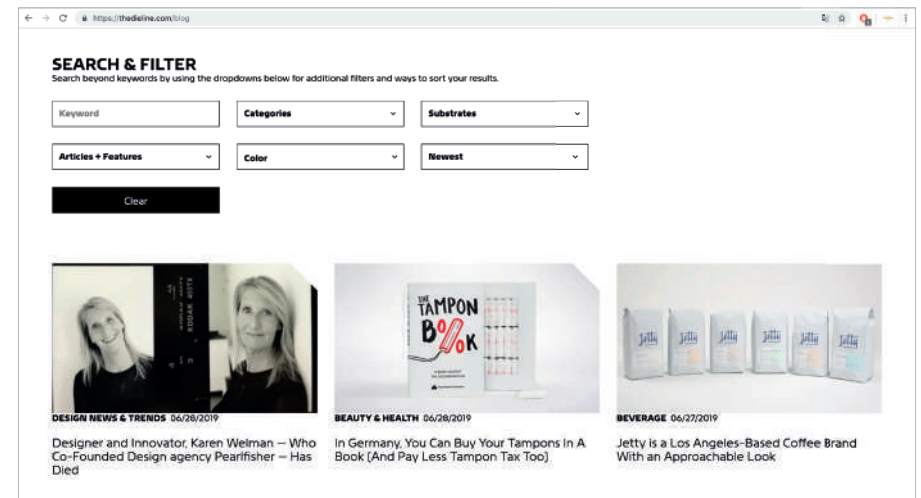 https://thedieline.com/blog
SEARCH & FILTER
Search beyond keywords by using the dropdowns below for additional filters and ways to sort your results.
Keyword
Categories
Substrates
Articles + Features
Color
Newest
Clear
KODAK 40STX
THE
TAMPON
BOOK
Jetty
Jetty
Jetty
Jetty
Jetty
Jetty
DESIGN NEWS & TRENDS 06/28/2019
BEAUTY & HEALTH 06/28/2019
BEVERAGE 06/27/2019
Designer and Innovator, Karen Welman — Who
Co-Founded Design agency Pearlfisher — Has
Died
In Germany, You Can Buy Your Tampons In A
Book (And Pay Less Tampon Tax Too)
Jetty is a Los Angeles-Based Coffee Brand
With an Approachable Look